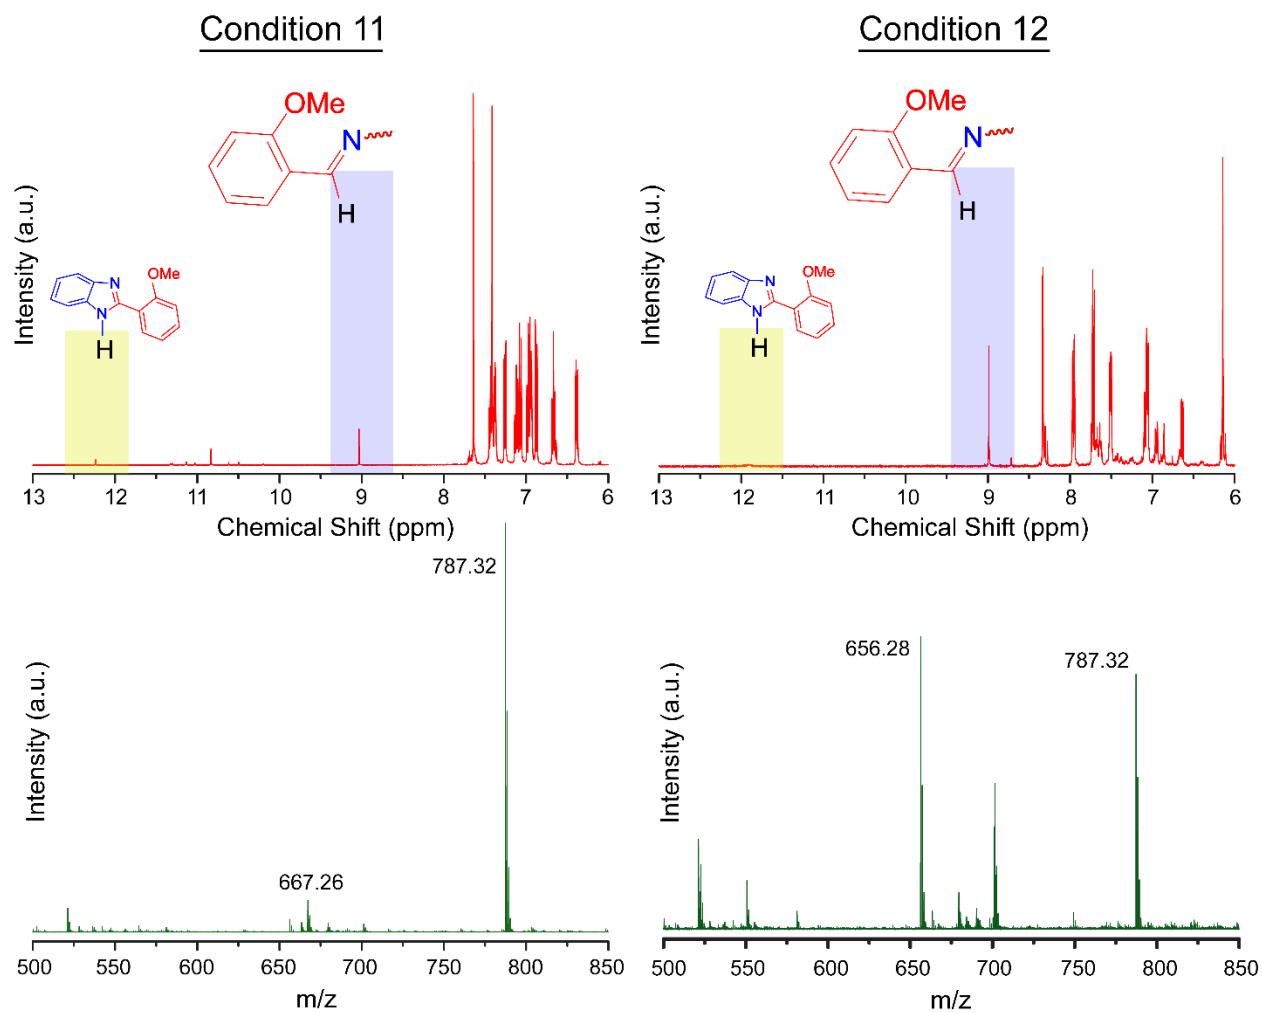 Condition 11
Condition 12
OMe
N
H
N
OMe
N
H
Intensity (a.u.)
13 12 11 10 9 8 7 6
Chemical Shift (ppm)
OMe
N
H
N
OMe
N
H
Intensity (a.u.)
13 12 11 10 9 8 7 6
Chemical Shift (ppm)
787.32
667.26
Intensity (a.u.)
500 550 600 650 700 750 800 850
m/z
656.28
787.32
Intensity (a.u.)
500 550 600 650 700 750 800 850
m/z